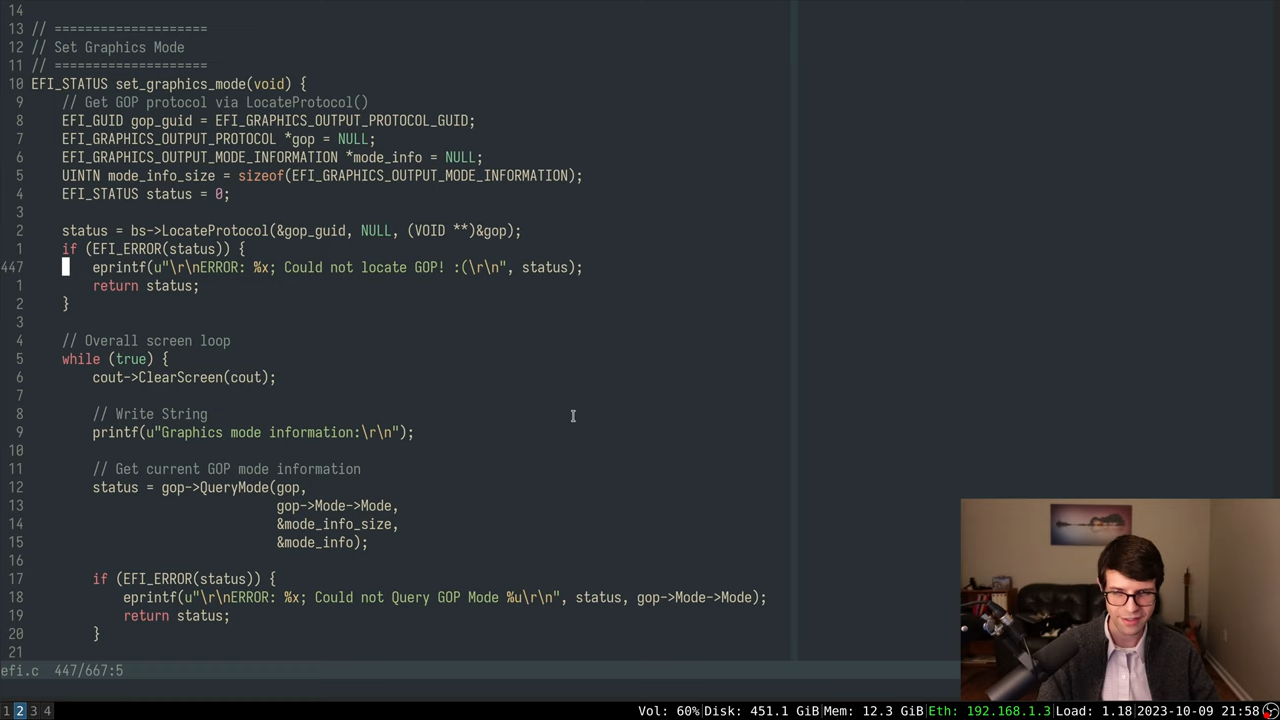 14
13 // ====================
12 // Set Graphics Mode
11 // ====================
10 EFI_STATUS set_graphics_mode(void) {
9     // Get GOP protocol via LocateProtocol()
8     EFI_GUID gop_guid = EFI_GRAPHICS_OUTPUT_PROTOCOL_GUID;
7     EFI_GRAPHICS_OUTPUT_PROTOCOL *gop = NULL;
6     EFI_GRAPHICS_OUTPUT_MODE_INFORMATION *mode_info = NULL;
5     UINTN mode_info_size = sizeof(EFI_GRAPHICS_OUTPUT_MODE_INFORMATION);
4     EFI_STATUS status = 0;
3
2     status = bs->LocateProtocol(&gop_guid, NULL, (VOID **)&gop);
1     if (EFI_ERROR(status)) {
447         eprintf(u"\r\nERROR: %x; Could not locate GOP! :(\r\n", status);
1         return status;
2     }
3
4     // Overall screen loop
5     while (true) {
6         cout->ClearScreen(cout);
7
8         // Write String
9         printf(u"Graphics mode information:\r\n");
10
11         // Get current GOP mode information
12         status = gop->QueryMode(gop,
13                                 gop->Mode->Mode,
14                                 &mode_info_size,
15                                 &mode_info);
16
17         if (EFI_ERROR(status)) {
18             eprintf(u"\r\nERROR: %x; Could not Query GOP Mode %u\r\n", status, gop->Mode->Mode);
19             return status;
20         }
21
efi.c  447/667:5
1 2 3 4 Vol: 60%|Disk: 451.1 GiB|Mem: 12.3 GiB|Eth: 192.168.1.3|Load: 1.18|2023-10-09 21:58